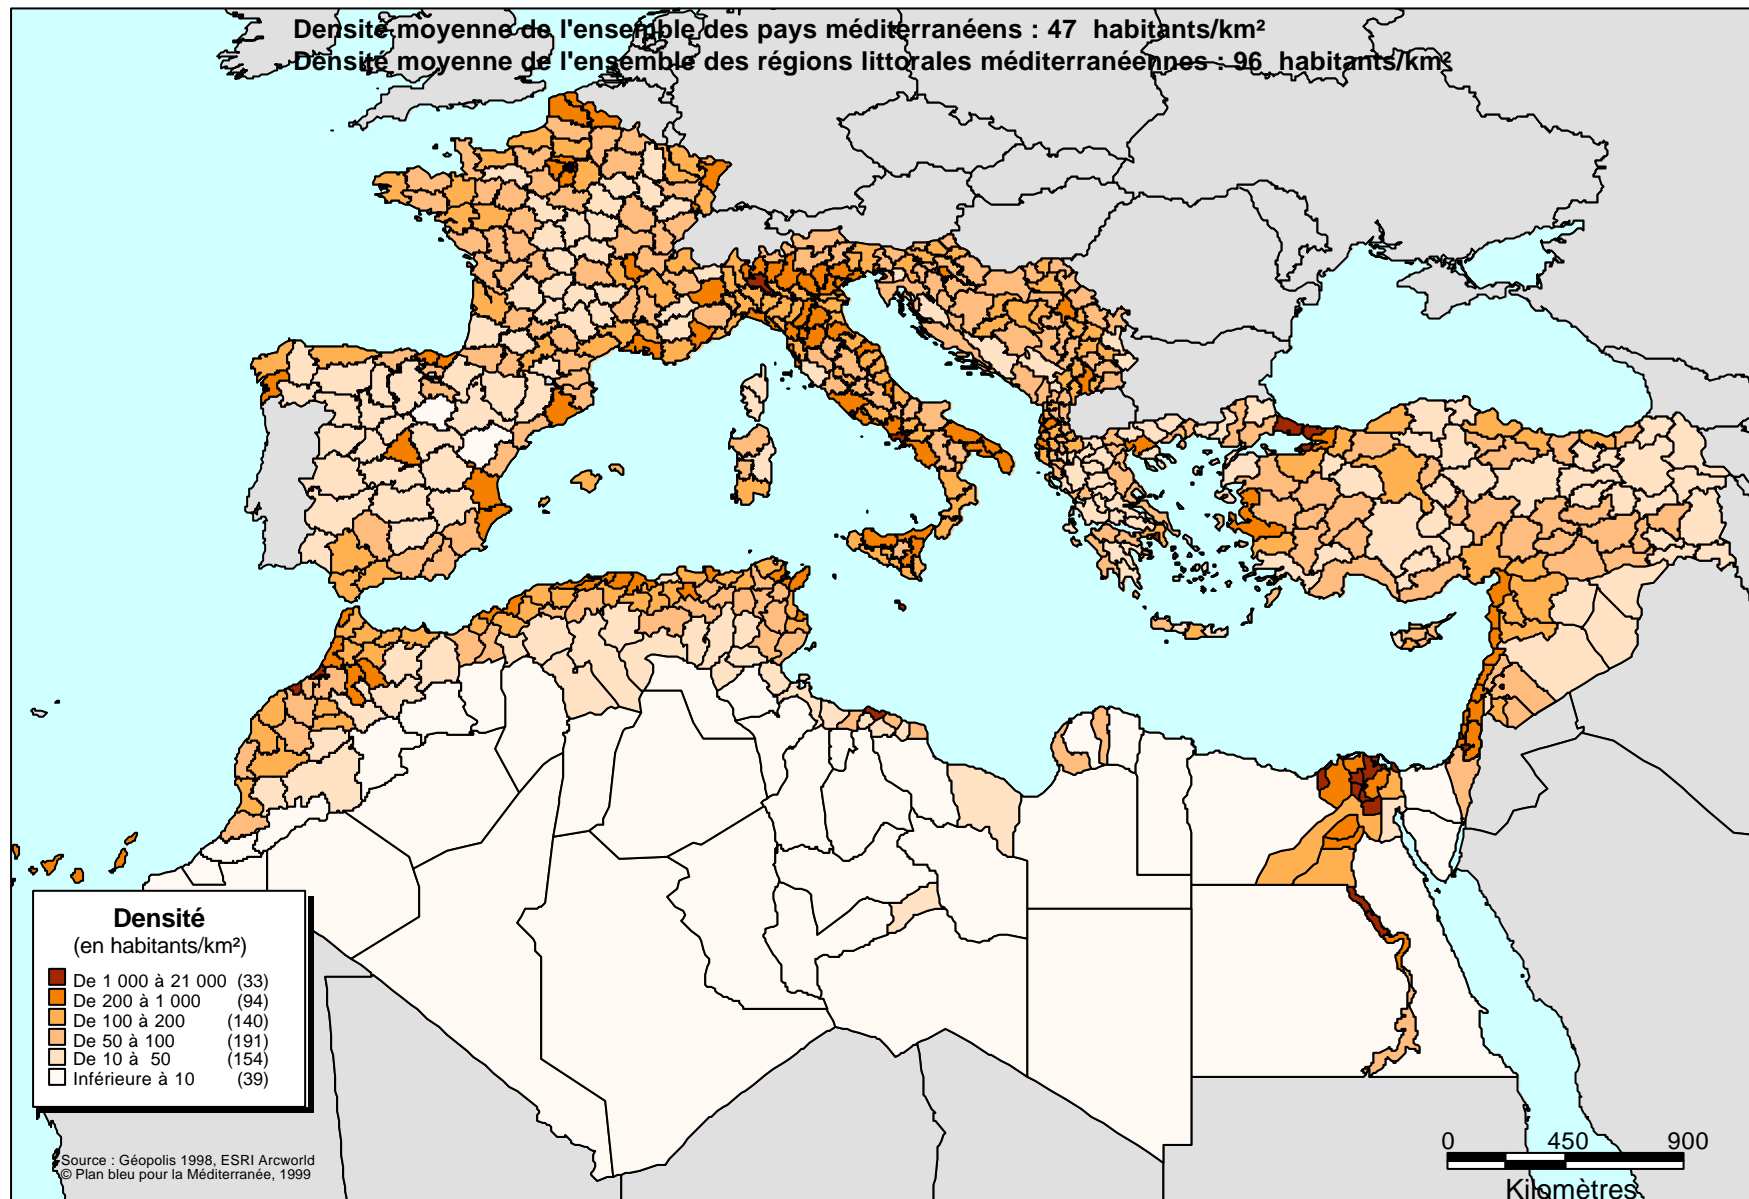 Densité moyenne de l'ensemble des pays méditerranéens : 47 habitants/km²
Densité moyenne de l'ensemble des régions littorales méditerranéennes : 96 habitants/km²
Densité
(en habitants/km²)
De 1 000 à 21 000 (33)
De 200 à 1 000 (94)
De 100 à 200 (140)
De 50 à 100 (191)
De 10 à 50 (154)
Inférieure à 10 (39)
Source : Géopolis 1998, ESRI Arcworld
© Plan bleu pour la Méditerranée, 1999
0 450 900
Kilomètres